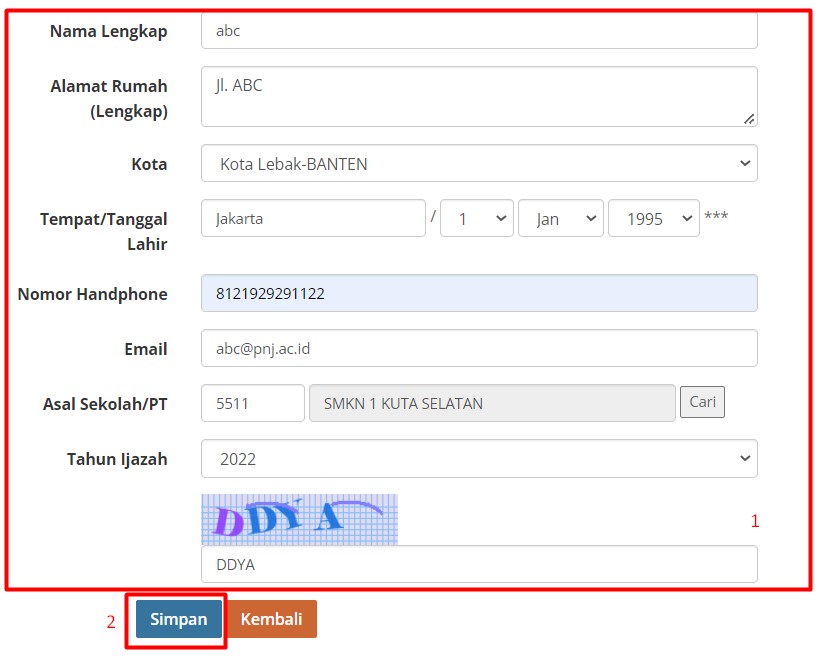 Nama Lengkap abc
Alamat Rumah Jl. ABC
(Lengkap)
Kota Kota Lebak-BANTEN
Tempat/Tanggal Jakarta / 1 Jan 1995 ***
Lahir
Nomor Handphone 8121929291122
Email abc@pnj.ac.id
Asal Sekolah/PT 5511 SMKN 1 KUTA SELATAN Cari
Tahun Ijazah 2022
DDYA 1
DDYA
2 Simpan Kembali